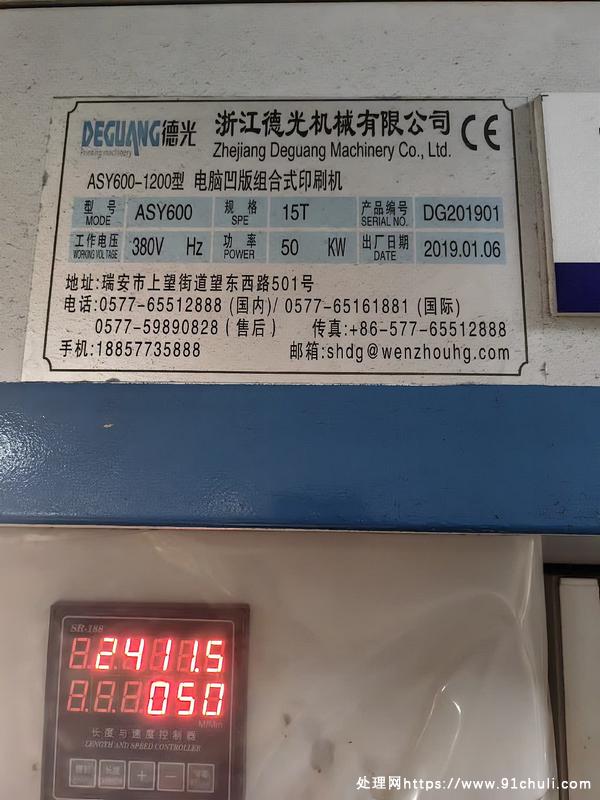 DEGUANG德光 浙江德光机械有限公司 CE
Printing machinery Zhejiang Deguang Machinery Co., Ltd.
ASY600-1200型 电脑凹版组合式印刷机
型号 ASY600 规格 15T 产品编号 DG201901
MODE SPE SERIAL NO.
工作电压 380V Hz 功率 50 KW 出厂日期 2019.01.06
WORKING VOLTAGE POWER DATE
地址:瑞安市上望街道望东西路501号
电话:0577-65512888(国内)/ 0577-65161881(国际)
0577-59890828(售后) 传真:+86-577-65512888
手机:18857735888 邮箱:shdg@wenzhouhg.com
SR-188
2411.5
050
M/Min
长度与速度控制器
LENGTH AND SPEED CONTROLLER
+ −
处理网https://www.91chuli.com